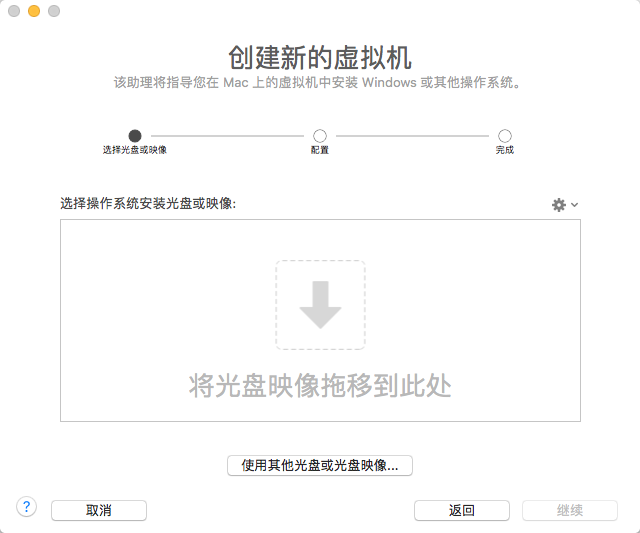 创建新的虚拟机
该助理将指导您在 Mac 上的虚拟机中安装 Windows 或其他操作系统。
选择光盘或映像
配置
完成
选择操作系统安装光盘或映像:
将光盘映像拖移到此处
使用其他光盘或光盘映像...
?
取消
返回
继续